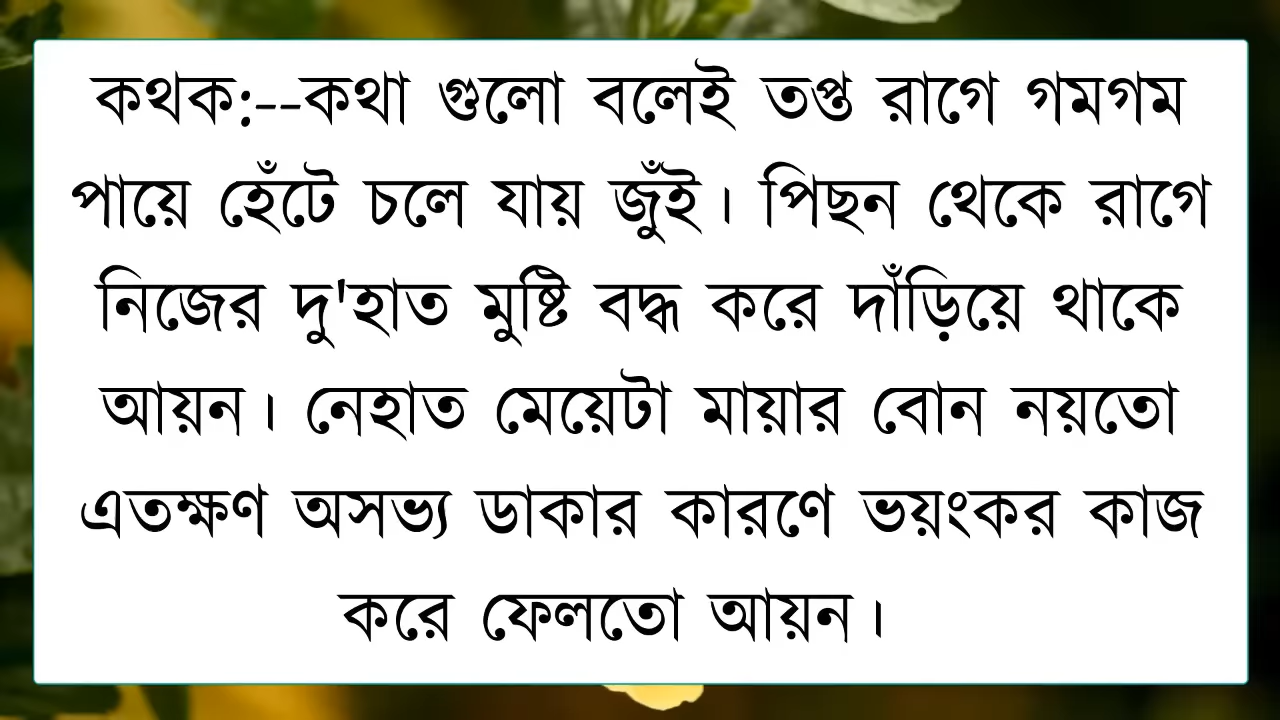 কথক:--কথা গুলো বলেই তপ্ত রাগে গমগম
পায়ে হেঁটে চলে যায় জুঁই। পিছন থেকে রাগে
নিজের দু'হাত মুষ্টি বদ্ধ করে দাঁড়িয়ে থাকে
আয়ন। নেহাত মেয়েটা মায়ার বোন নয়তো
এতক্ষণ অসভ্য ডাকার কারণে ভয়ংকর কাজ
করে ফেলতো আয়ন।